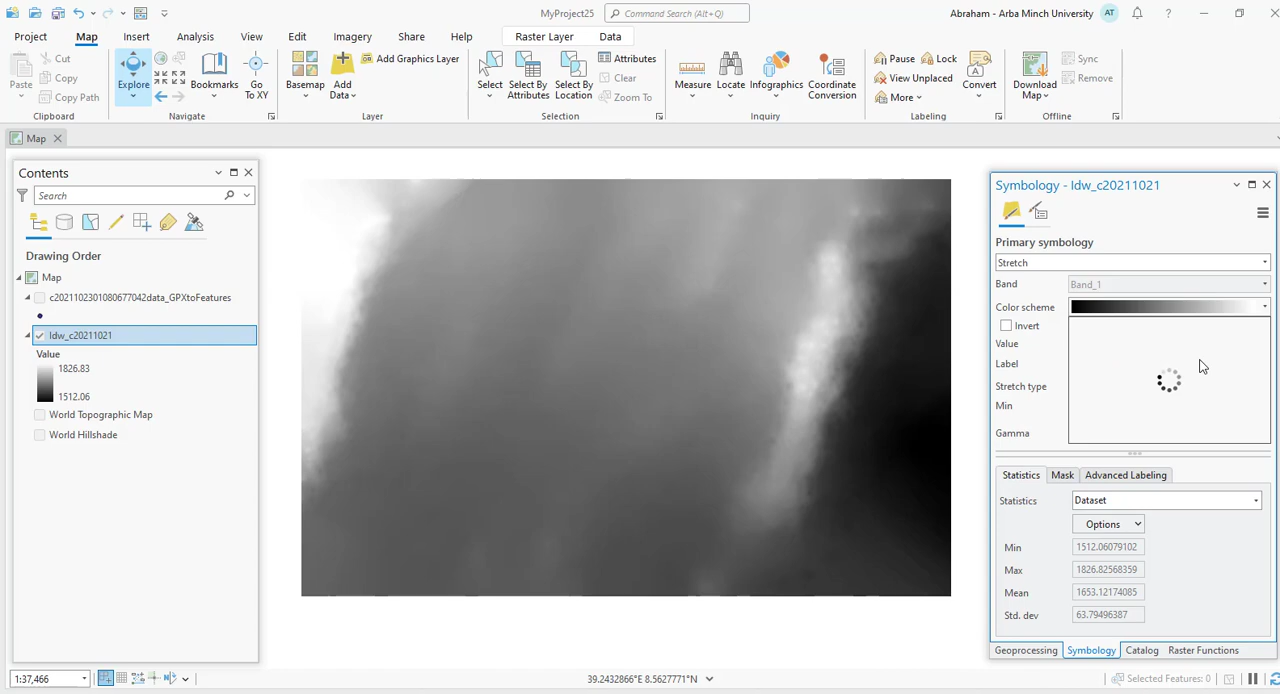 MyProject25
Command Search (Alt+Q)
Abraham - Arba Minch University
AT
?
Project
Map
Insert
Analysis
View
Edit
Imagery
Share
Help
Raster Layer
Data
Paste
Cut
Copy
Copy Path
Clipboard
Explore
Bookmarks
Go
To XY
Navigate
Basemap
Add
Data
Add Graphics Layer
Layer
Select
Select By
Attributes
Select By
Location
Attributes
Clear
Zoom To
Selection
Measure
Locate
Infographics
Coordinate
Conversion
Inquiry
Pause
Lock
View Unplaced
More
Convert
Labeling
Download
Map
Sync
Remove
Offline
Map
Contents
Search
Drawing Order
Map
c2021102301080677042data_GPXtoFeatures
Idw_c20211021
Value
1826.83
1512.06
World Topographic Map
World Hillshade
Symbology - Idw_c20211021
Primary symbology
Stretch
Band
Band_1
Color scheme
Invert
Value
Label
Stretch type
Min
Gamma
Statistics
Mask
Advanced Labeling
Statistics
Dataset
Options
Min
1512.06079102
Max
1826.82568359
Mean
1653.12174085
Std. dev
63.79496387
Geoprocessing
Symbology
Catalog
Raster Functions
1:37,466
39.2432866°E 8.5627771°N
Selected Features: 0